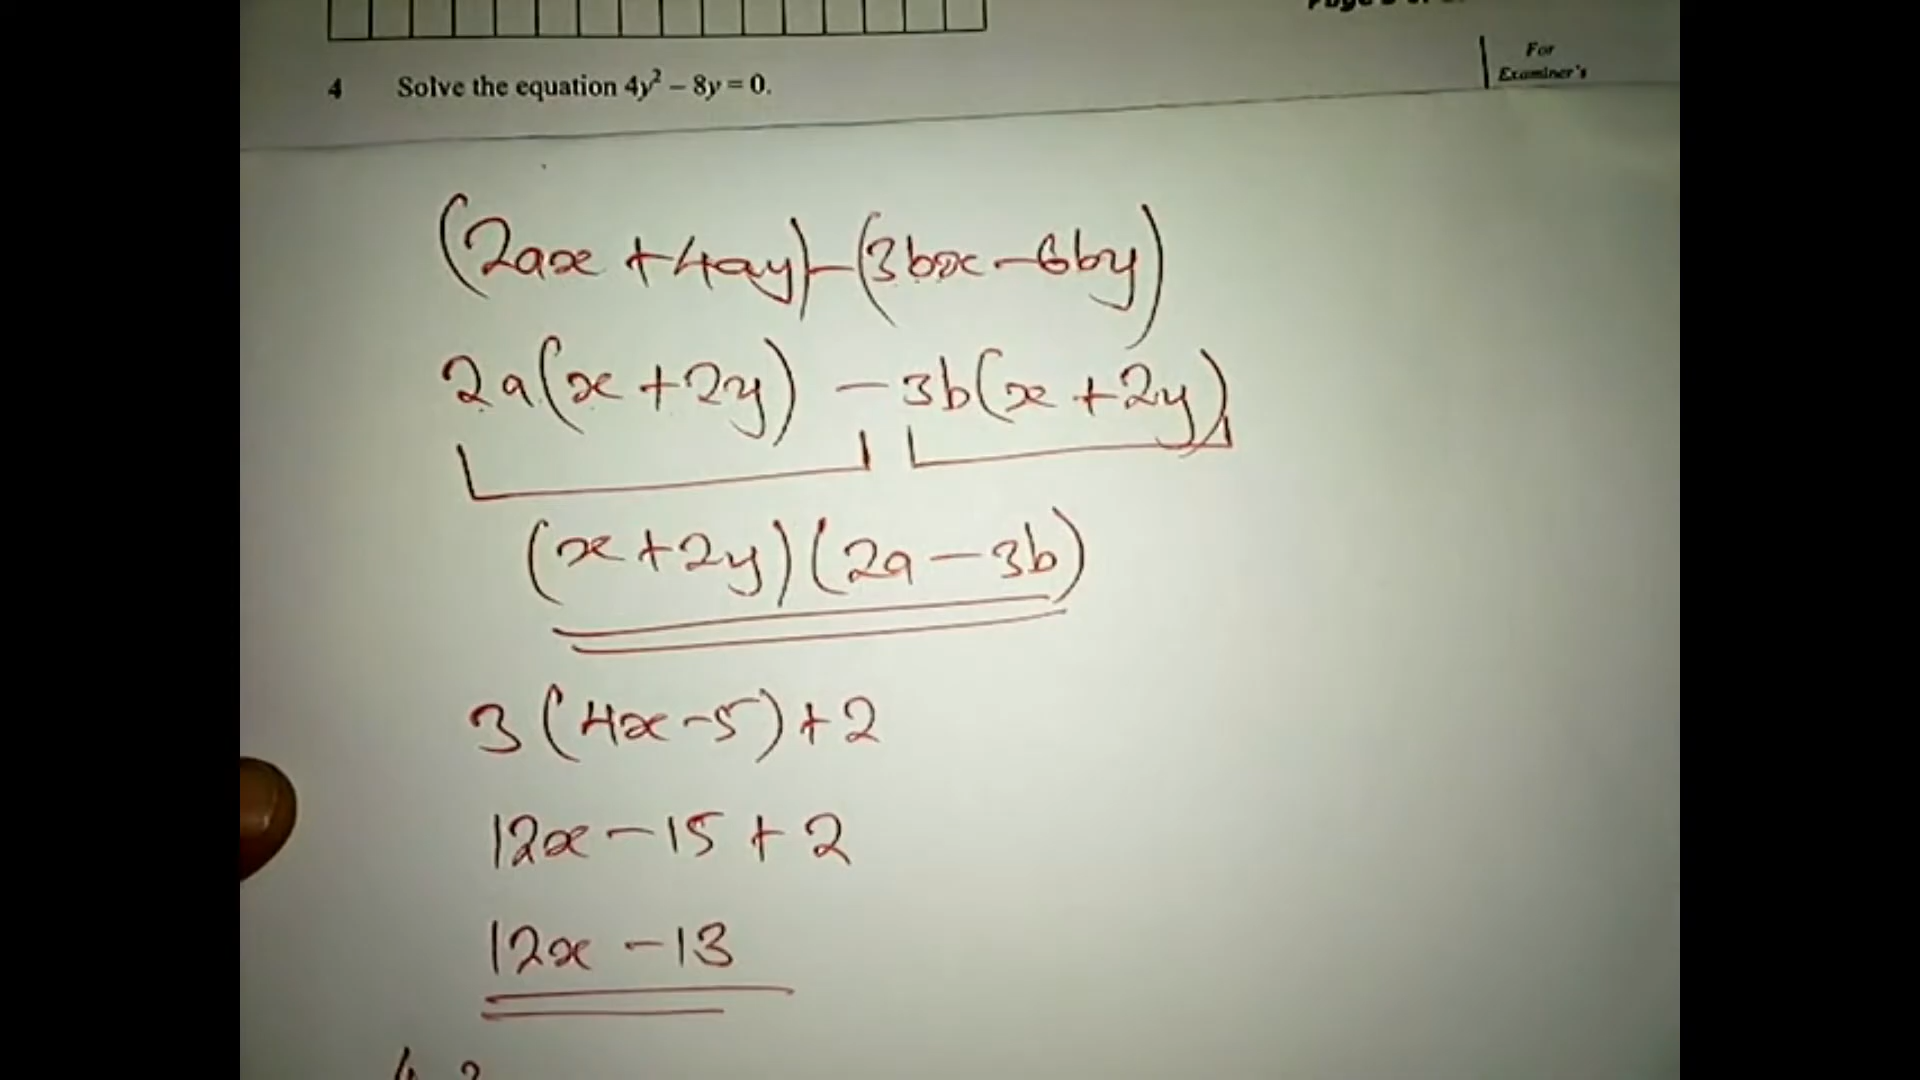 For
Examiner's
4 Solve the equation 4y² – 8y = 0.
(2ax + 4ay) – (3bx – 6by)
2a(x + 2y) – 3b(x + 2y)
(x + 2y)(2a – 3b)
3(4x – 5) + 2
12x – 15 + 2
12x – 13